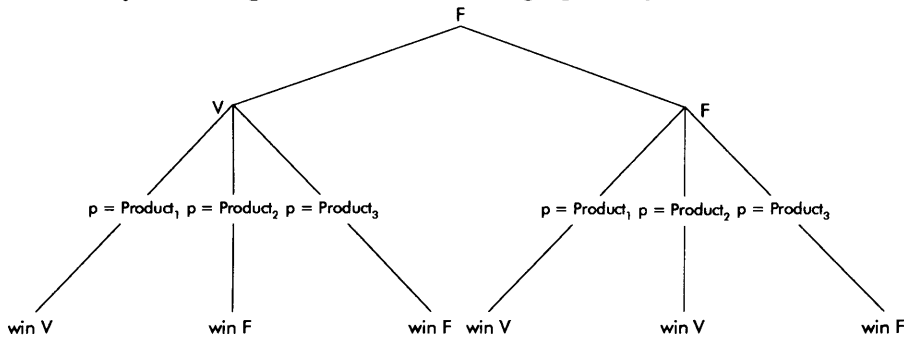 F
V F
p = Product₁ p = Product₂ p = Product₃ p = Product₁ p = Product₂ p = Product₃
win V win F win F win V win V win F